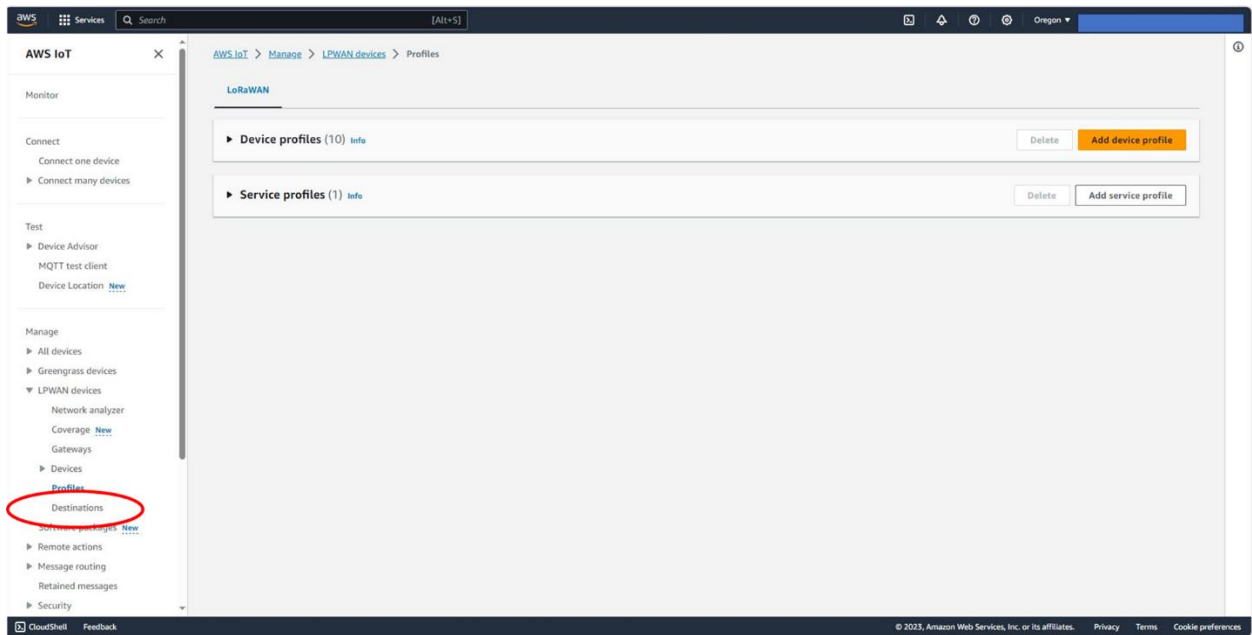 aws Services Search [Alt+S] Oregon
AWS IoT
Monitor
Connect
Connect one device
Connect many devices
Test
Device Advisor
MQTT test client
Device Location New
Manage
All devices
Greengrass devices
LPWAN devices
Network analyzer
Coverage New
Gateways
Devices
Profiles
Destinations
Software packages New
Remote actions
Message routing
Retained messages
Security
AWS IoT > Manage > LPWAN devices > Profiles
LoRaWAN
Device profiles (10) Info Delete Add device profile
Service profiles (1) Info Delete Add service profile
CloudShell Feedback © 2023, Amazon Web Services, Inc. or its affiliates. Privacy Terms Cookie preferences